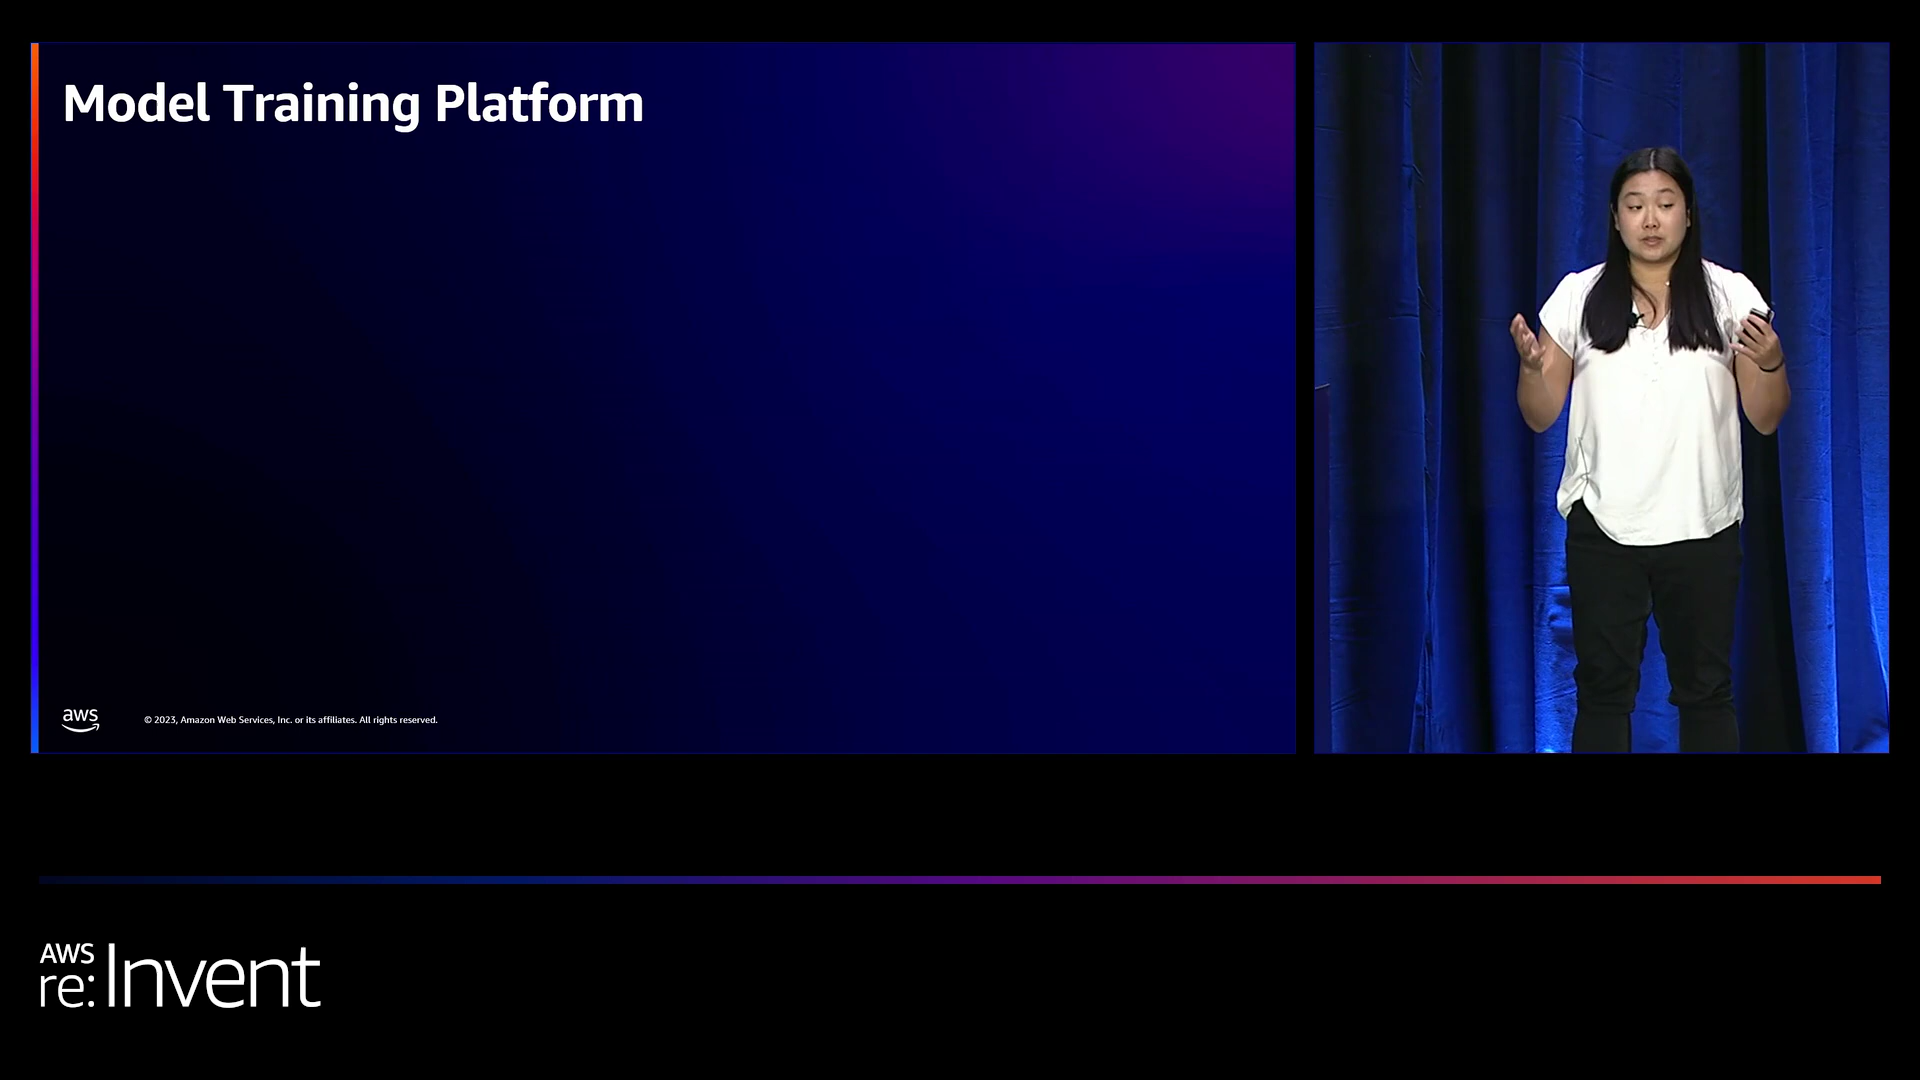 Model Training Platform
aws
© 2023, Amazon Web Services, Inc. or its affiliates. All rights reserved.
AWS
re:Invent